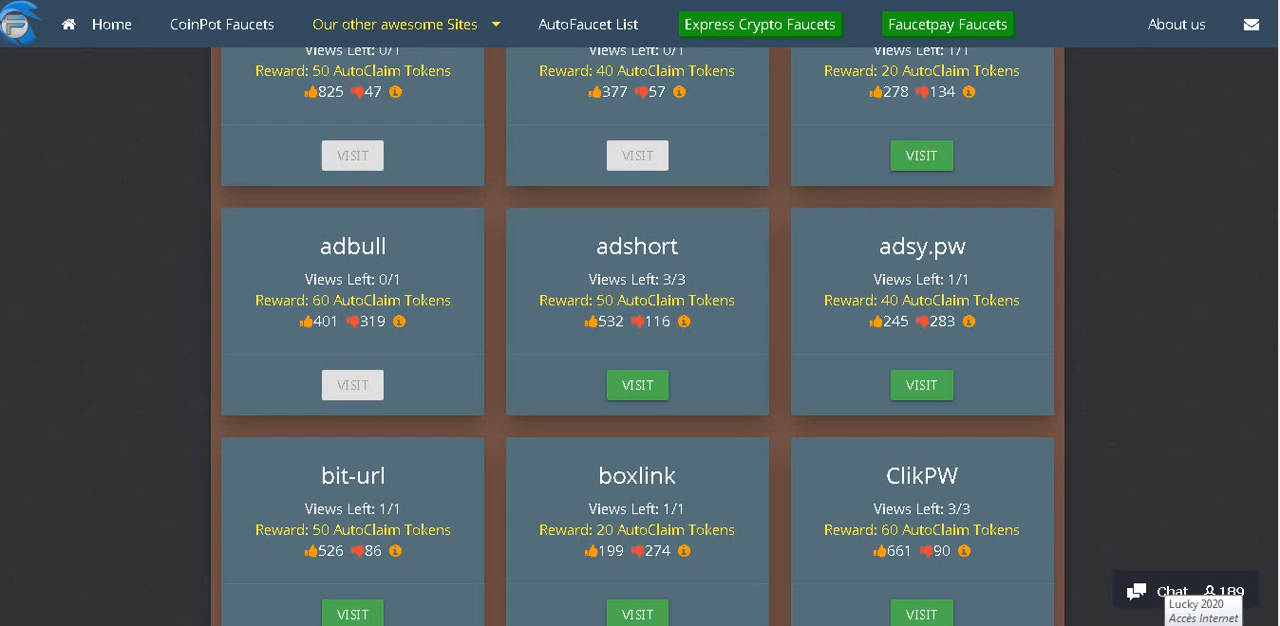 Home CoinPot Faucets Our other awesome Sites AutoFaucet List Express Crypto Faucets Faucetpay Faucets About us
Views Left: 0/1
Reward: 50 AutoClaim Tokens
825 47
VISIT
Views Left: 0/1
Reward: 40 AutoClaim Tokens
377 57
VISIT
Views Left: 1/1
Reward: 20 AutoClaim Tokens
278 134
VISIT
adbull
Views Left: 0/1
Reward: 60 AutoClaim Tokens
401 319
VISIT
adshort
Views Left: 3/3
Reward: 50 AutoClaim Tokens
532 116
VISIT
adsy.pw
Views Left: 1/1
Reward: 40 AutoClaim Tokens
245 283
VISIT
bit-url
Views Left: 1/1
Reward: 50 AutoClaim Tokens
526 86
VISIT
boxlink
Views Left: 1/1
Reward: 20 AutoClaim Tokens
199 274
VISIT
ClikPW
Views Left: 3/3
Reward: 60 AutoClaim Tokens
661 90
VISIT
Chat 189
Lucky 2020
Accès Internet